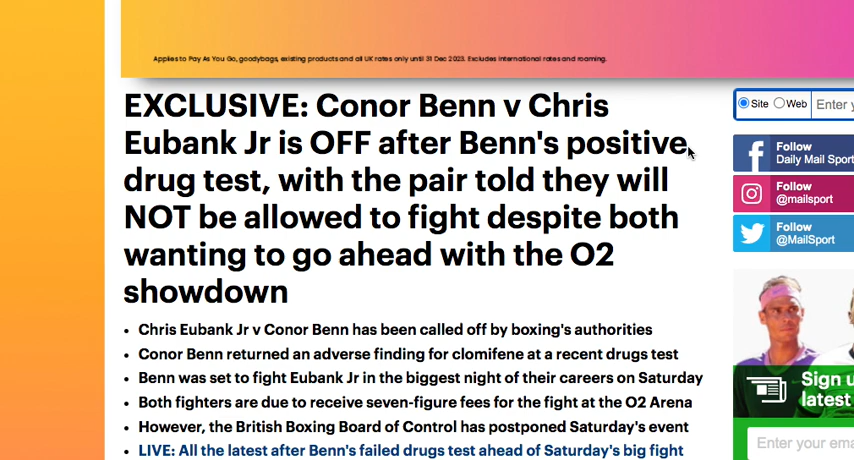 Applies to Pay As You Go, goodybags, existing products and all UK rates only until 31 Dec 2023. Excludes international rates and roaming.
EXCLUSIVE: Conor Benn v Chris
Eubank Jr is OFF after Benn's positive
drug test, with the pair told they will
NOT be allowed to fight despite both
wanting to go ahead with the O2
showdown
• Chris Eubank Jr v Conor Benn has been called off by boxing's authorities
• Conor Benn returned an adverse finding for clomifene at a recent drugs test
• Benn was set to fight Eubank Jr in the biggest night of their careers on Saturday
• Both fighters are due to receive seven-figure fees for the fight at the O2 Arena
• However, the British Boxing Board of Control has postponed Saturday's event
• LIVE: All the latest after Benn's failed drugs test ahead of Saturday's big fight
Site Web Enter y
Follow
Daily Mail Sport
Follow
@mailsport
Follow
@MailSport
Sign u
latest
Enter your ema